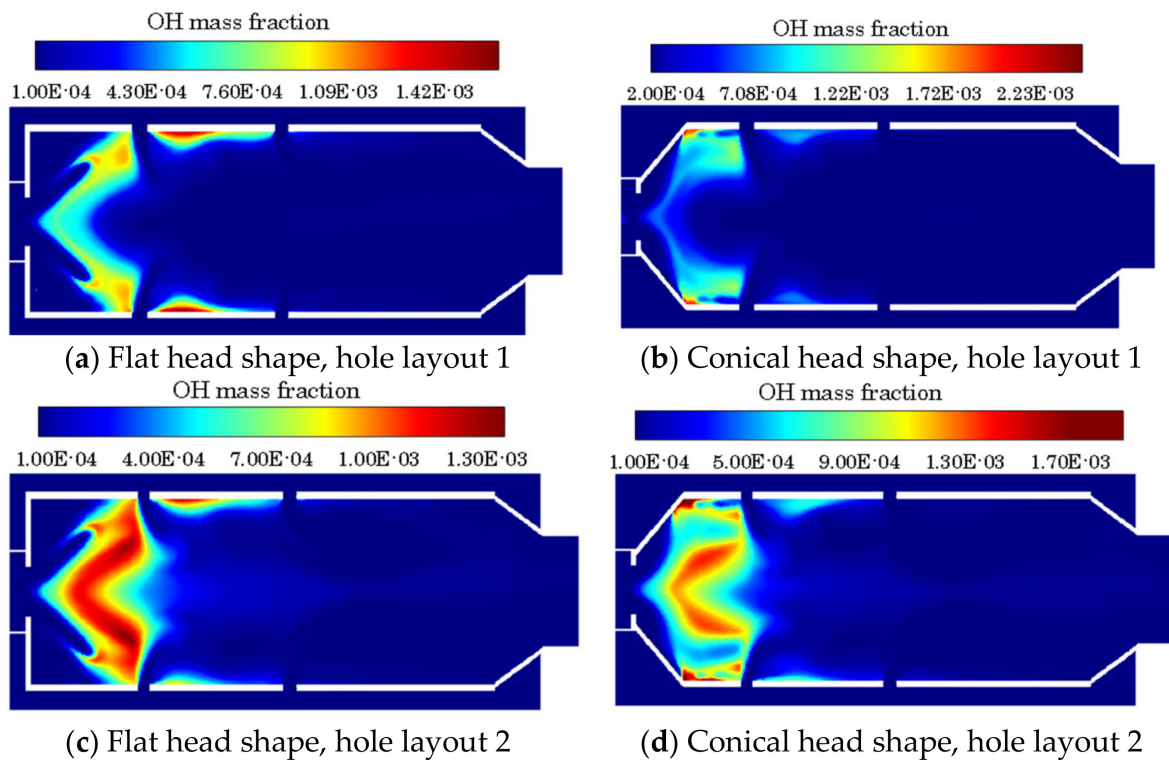 OH mass fraction
1.00E-04 4.30E-04 7.60E-04 1.09E-03 1.42E-03
(a) Flat head shape, hole layout 1
OH mass fraction
2.00E-04 7.08E-04 1.22E-03 1.72E-03 2.23E-03
(b) Conical head shape, hole layout 1
OH mass fraction
1.00E-04 4.00E-04 7.00E-04 1.00E-03 1.30E-03
(c) Flat head shape, hole layout 2
OH mass fraction
1.00E-04 5.00E-04 9.00E-04 1.30E-03 1.70E-03
(d) Conical head shape, hole layout 2